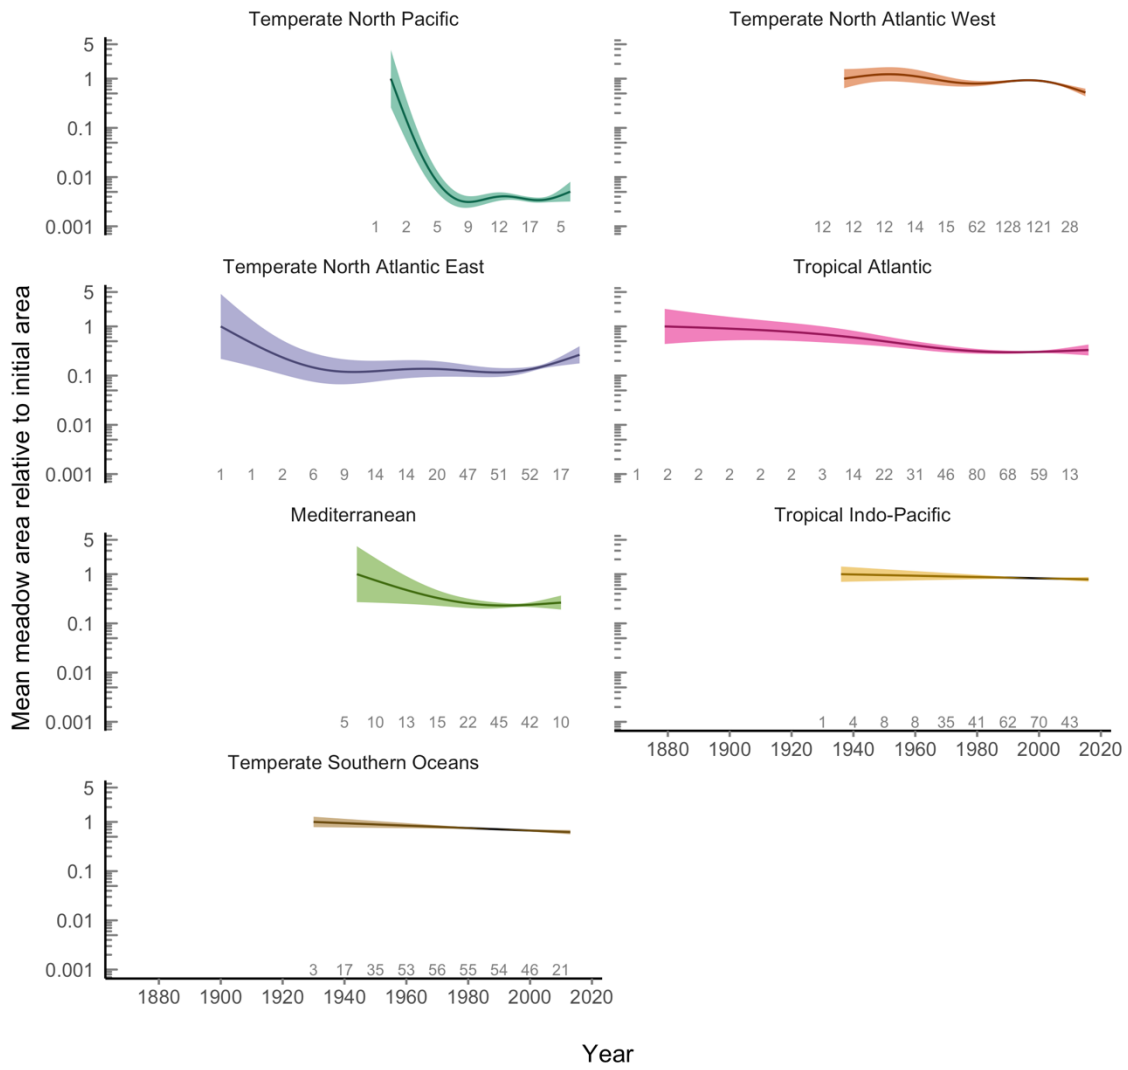 Temperate North Pacific
Temperate North Atlantic West
5
1
0.1
0.01
0.001
1 2 5 9 12 17 5
12 12 12 14 15 62 128 121 28
Temperate North Atlantic East
Tropical Atlantic
5
1
0.1
0.01
0.001
1 1 2 6 9 14 14 20 47 51 52 17
1 2 2 2 2 2 3 14 22 31 46 80 68 59 13
Mean meadow area relative to initial area
Mediterranean
Tropical Indo-Pacific
5
1
0.1
0.01
0.001
5 10 13 15 22 45 42 10
1 4 8 8 35 41 62 70 43
1880 1900 1920 1940 1960 1980 2000 2020
Temperate Southern Oceans
5
1
0.1
0.01
0.001
3 17 35 53 56 55 54 46 21
1880 1900 1920 1940 1960 1980 2000 2020
Year